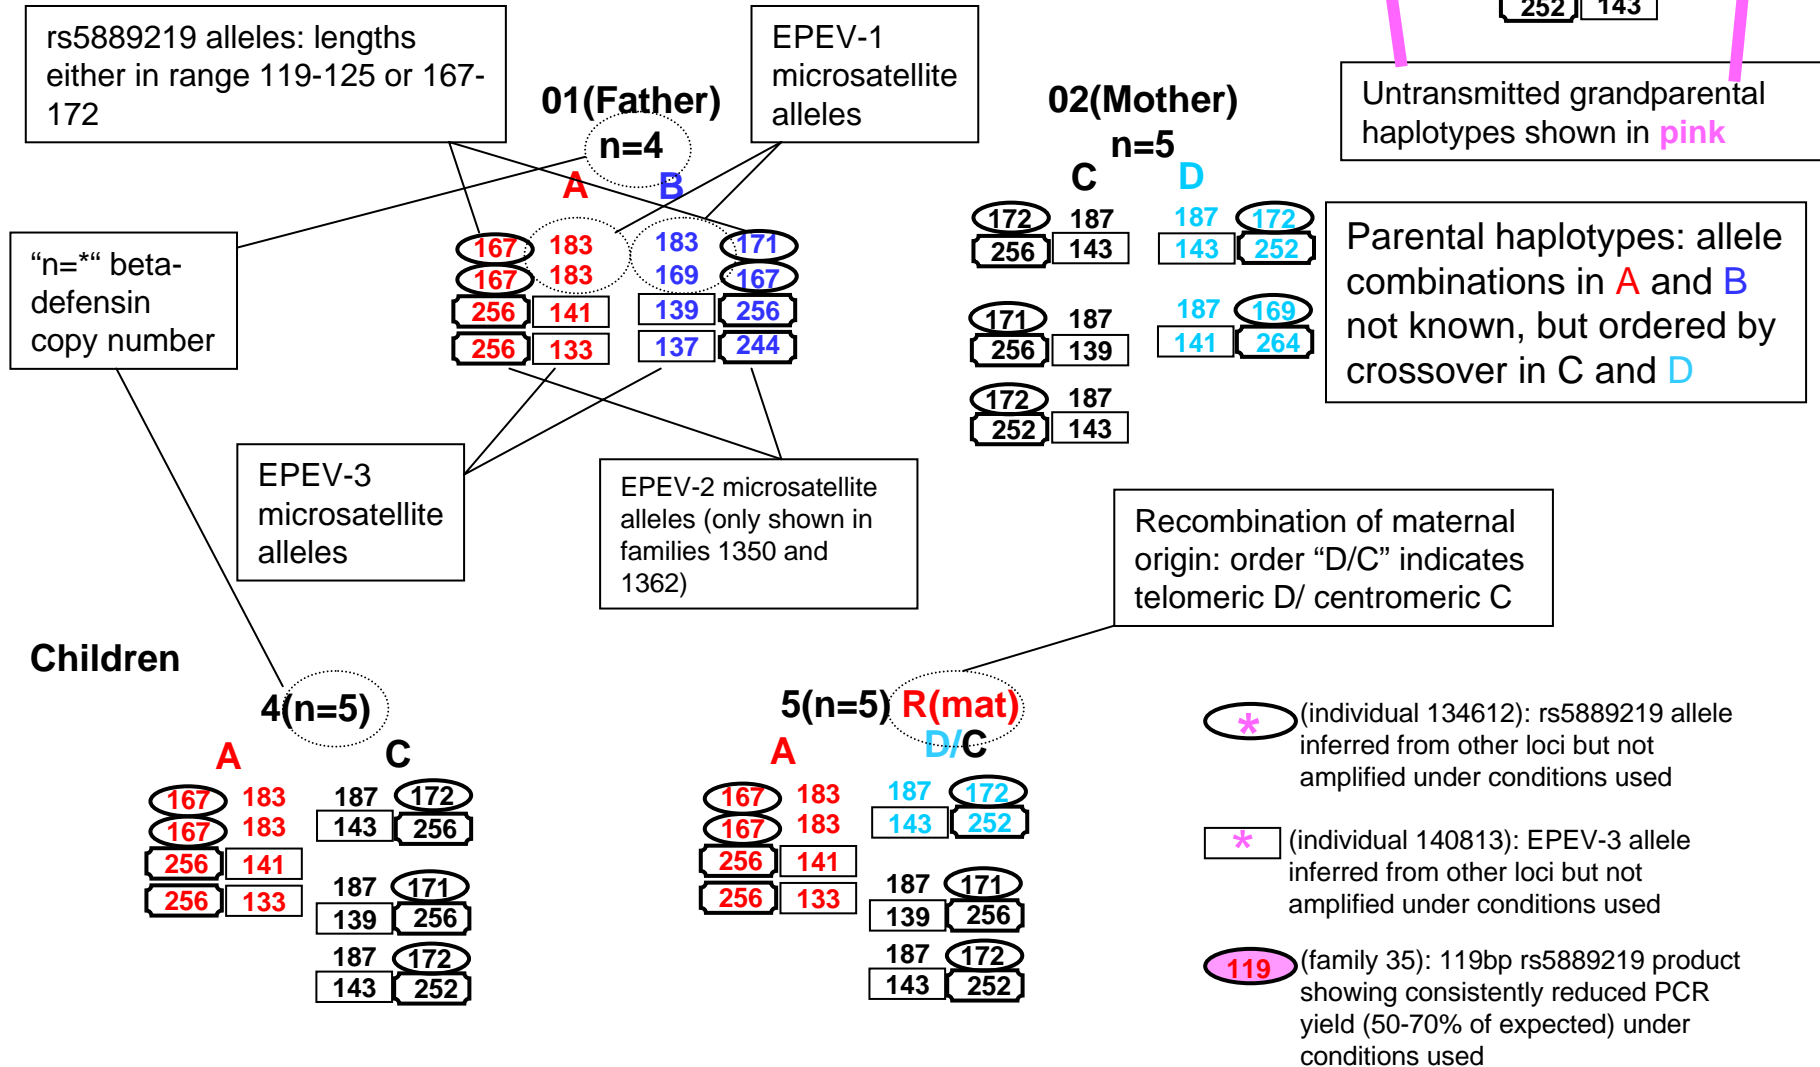 252 143
rs5889219 alleles: lengths
either in range 119-125 or 167-
172
EPEV-1
microsatellite
alleles
Untransmitted grandparental
haplotypes shown in pink
01(Father)
n=4
A B
167 183 183 171
167 183 169 167
256 141 139 256
256 133 137 244
02(Mother)
n=5
C D
172 187 187 172
256 143 143 252
171 187 187 169
256 139 141 264
172 187
252 143
Parental haplotypes: allele
combinations in A and B
not known, but ordered by
crossover in C and D
“n=*“ beta-
defensin
copy number
EPEV-3
microsatellite
alleles
EPEV-2 microsatellite
alleles (only shown in
families 1350 and
1362)
Recombination of maternal
origin: order “D/C” indicates
telomeric D/ centromeric C
Children
4(n=5)
A C
167 183 187 172
167 183 143 256
256 141
256 133
187 171
139 256
187 172
143 252
5(n=5) R(mat)
A D/C
167 183 187 172
167 183 143 252
256 141
256 133
187 171
139 256
187 172
143 252
* (individual 134612): rs5889219 allele
inferred from other loci but not
amplified under conditions used
* (individual 140813): EPEV-3 allele
inferred from other loci but not
amplified under conditions used
119 (family 35): 119bp rs5889219 product
showing consistently reduced PCR
yield (50-70% of expected) under
conditions used